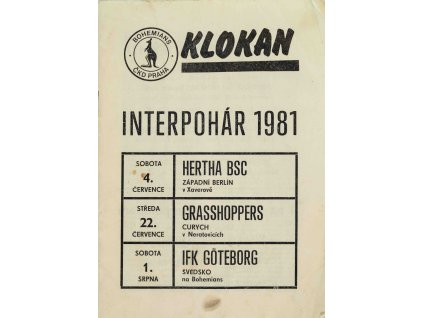 BOHEMIANS
ČKD PRAHA
KLOKAN
INTERPOHÁR 1981
SOBOTA
4.
ČERVENCE
HERTHA BSC
ZÁPADNÍ BERLÍN
v Xaverově
STŘEDA
22.
ČERVENCE
GRASSHOPPERS
CURYCH
v Neratovicích
SOBOTA
1.
SRPNA
IFK GÖTEBORG
ŠVÉDSKO
na Bohemians